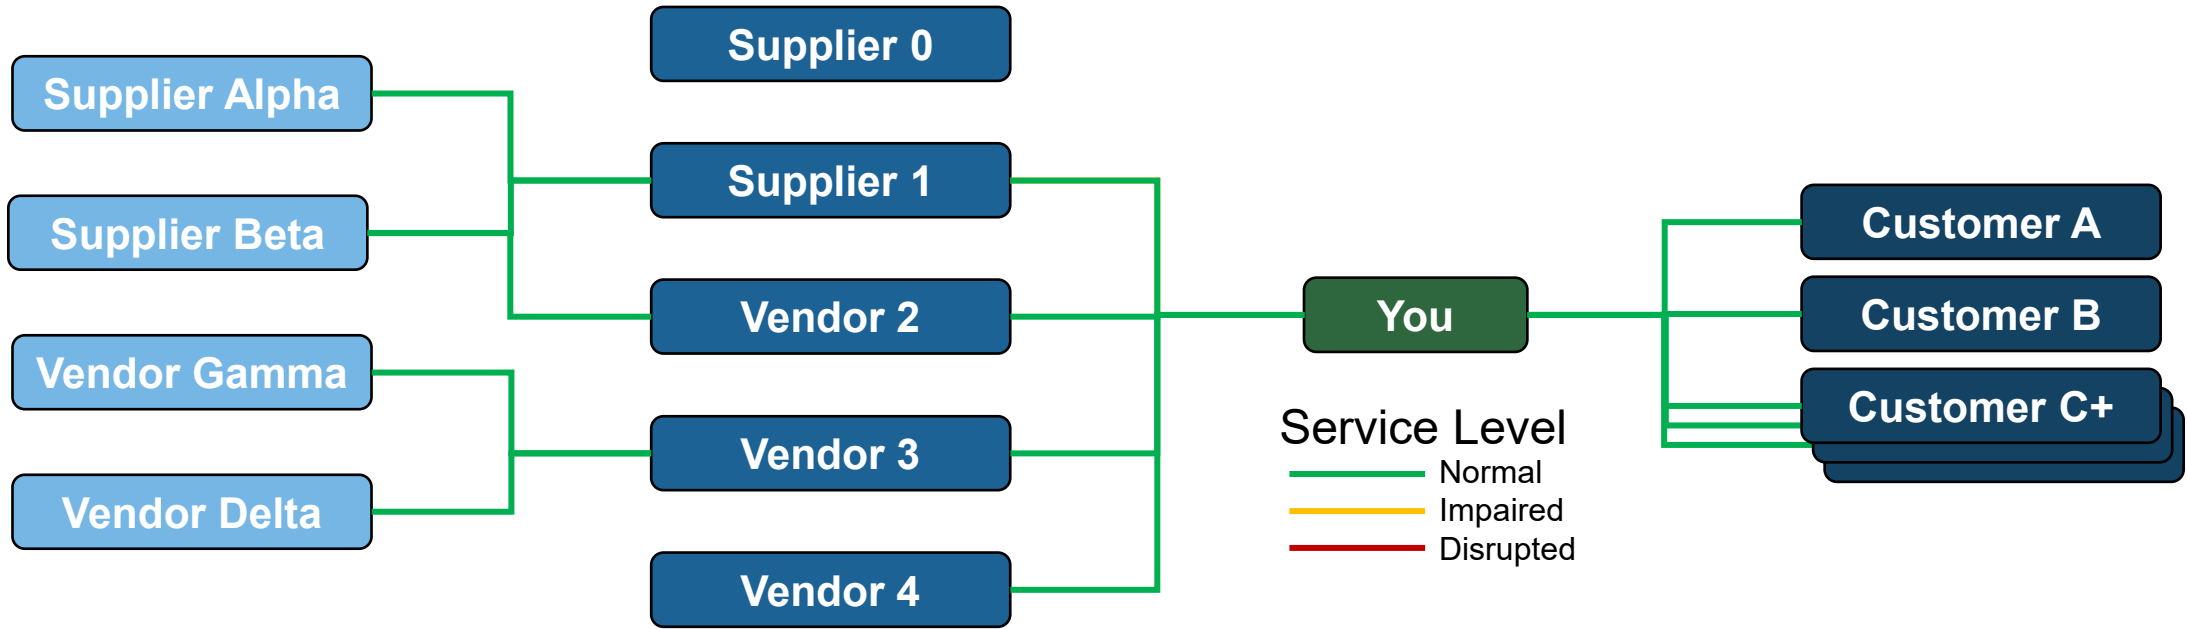 Supplier Alpha
Supplier Beta
Vendor Gamma
Vendor Delta
Supplier 0
Supplier 1
Vendor 2
Vendor 3
Vendor 4
You
Service Level
Normal
Impaired
Disrupted
Customer A
Customer B
Customer C+